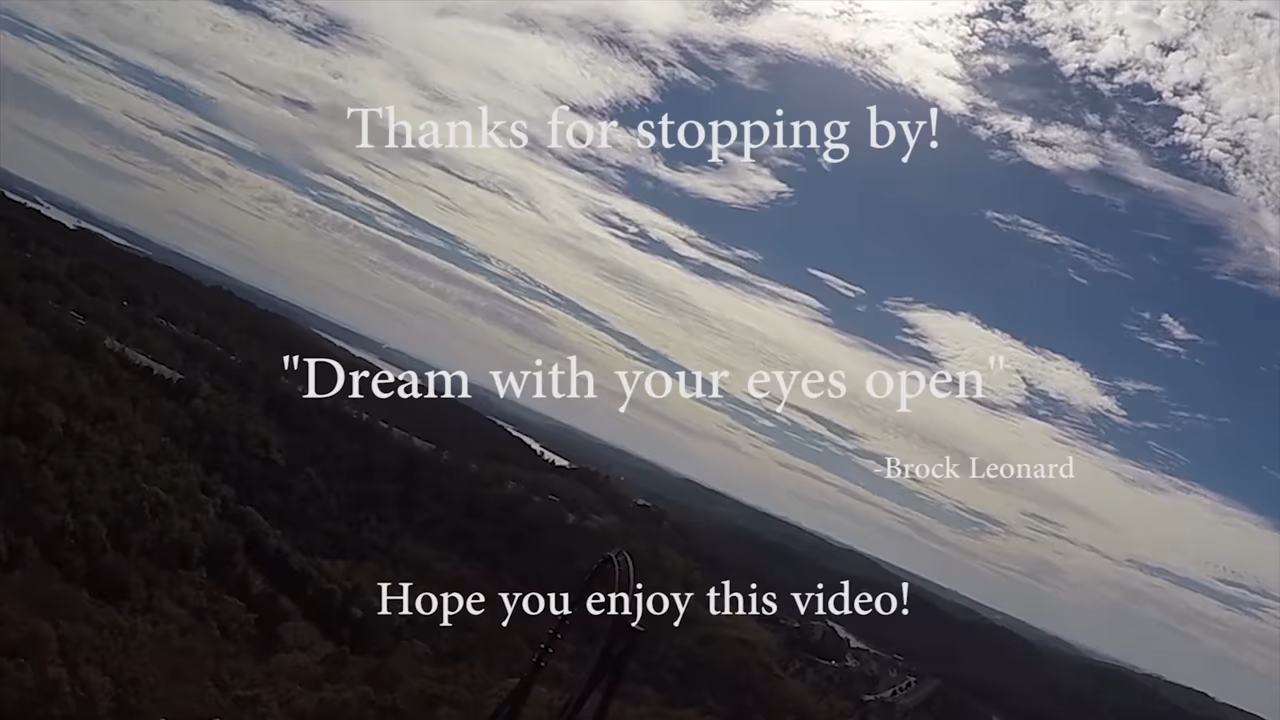 Thanks for stopping by!
"Dream with your eyes open"
-Brock Leonard
Hope you enjoy this video!